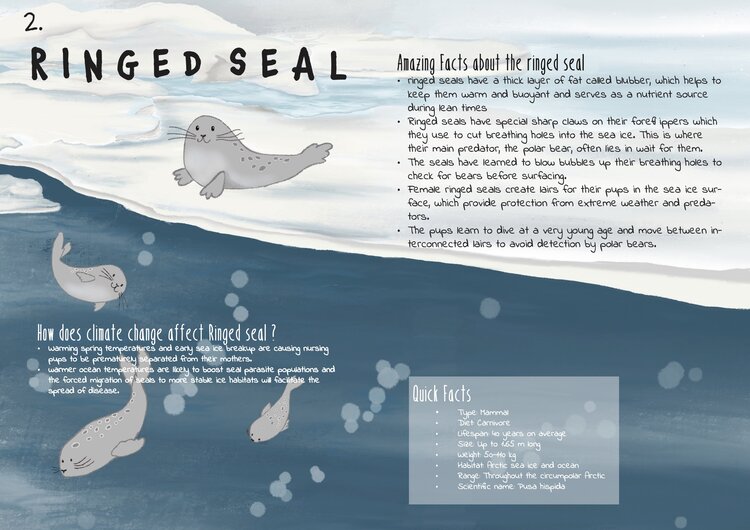 2.
RINGED SEAL
Amazing Facts about the ringed seal
• ringed seals have a thick layer of fat called blubber, which helps to
keep them warm and buoyant and serves as a nutrient source
during lean times
• Ringed seals have special sharp claws on their foref ippers which
they use to cut breathing holes into the sea ice. This is where
their main predator, the polar bear, often lies in wait for them.
• The seals have learned to blow bubbles up their breathing holes to
check for bears before surfacing.
• Female ringed seals create lairs for their pups in the sea ice sur-
face, which provide protection from extreme weather and preda-
tors.
• The pups learn to dive at a very young age and move between in-
terconnected lairs to avoid detection by polar bears.
How does climate change affect Ringed seal ?
• warming spring temperatures and early sea ice breakup are causing nursing
pups to be prematurely separated from their mothers.
• warmer ocean temperatures are likely to boost seal parasite populations and
the forced migration of seals to more stable ice habitats will facilitate the
spread of disease.
Quick Facts
• Type: Mammal
• Diet: Carnivore
• Lifespan: 40 years on average
• Size: Up to 1.65 m long
• Weight: kg
• Habitat: Arctic sea ice and ocean
• Range: Throughout the circumpolar Arctic
• Scientific name: Pusa hispida